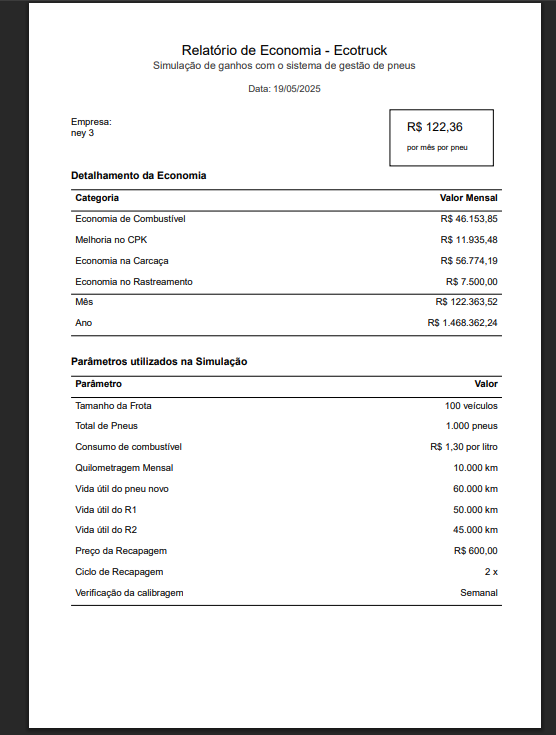 Relatório de Economia - Ecotruck
Simulação de ganhos com o sistema de gestão de pneus
Data: 19/05/2025
Empresa:
ney 3
R$ 122,36
por mês por pneu
Detalhamento da Economia
Categoria Valor Mensal
Economia de Combustível R$ 46.153,85
Melhoria no CPK R$ 11.935,48
Economia na Carcaça R$ 56.774,19
Economia no Rastreamento R$ 7.500,00
Mês R$ 122.363,52
Ano R$ 1.468.362,24
Parâmetros utilizados na Simulação
Parâmetro Valor
Tamanho da Frota 100 veículos
Total de Pneus 1.000 pneus
Consumo de combustível R$ 1,30 por litro
Quilometragem Mensal 10.000 km
Vida útil do pneu novo 60.000 km
Vida útil do R1 50.000 km
Vida útil do R2 45.000 km
Preço da Recapagem R$ 600,00
Ciclo de Recapagem 2 x
Verificação da calibragem Semanal